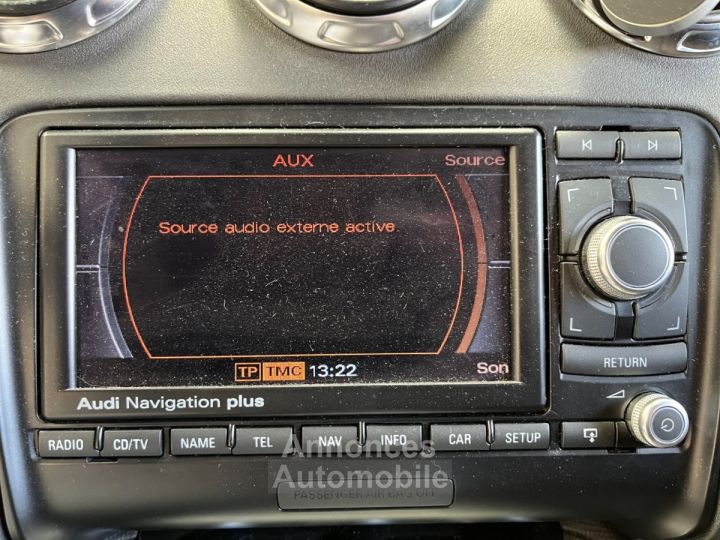 AUX
Source
Source audio externe active
TP TMC 13:22
Son
Audi Navigation plus
RETURN
RADIO CD/TV NAME TEL NAV INFO CAR SETUP
Annonces
Automobile
PASSENGER AIR BAG OFF